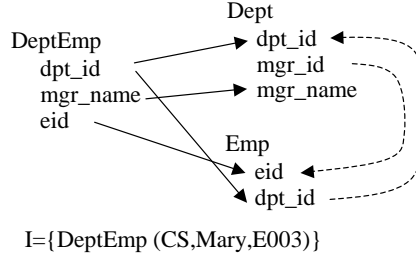 Dept
dpt_id
mgr_id
mgr_name
DeptEmp
dpt_id
mgr_name
eid
Emp
eid
dpt_id
I={DeptEmp (CS,Mary,E003)}